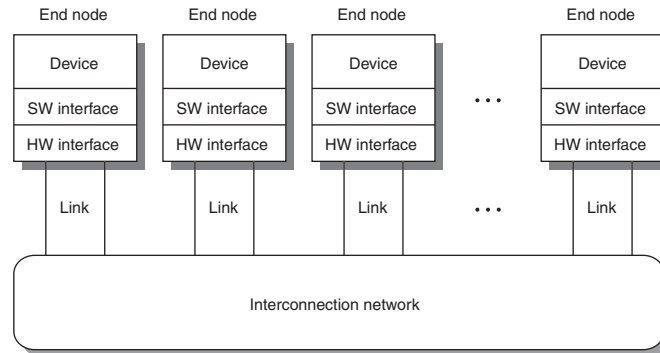 End node End node End node End node
Device Device Device ... Device
SW interface SW interface SW interface SW interface
HW interface HW interface HW interface HW interface
Link Link Link ... Link
Interconnection network